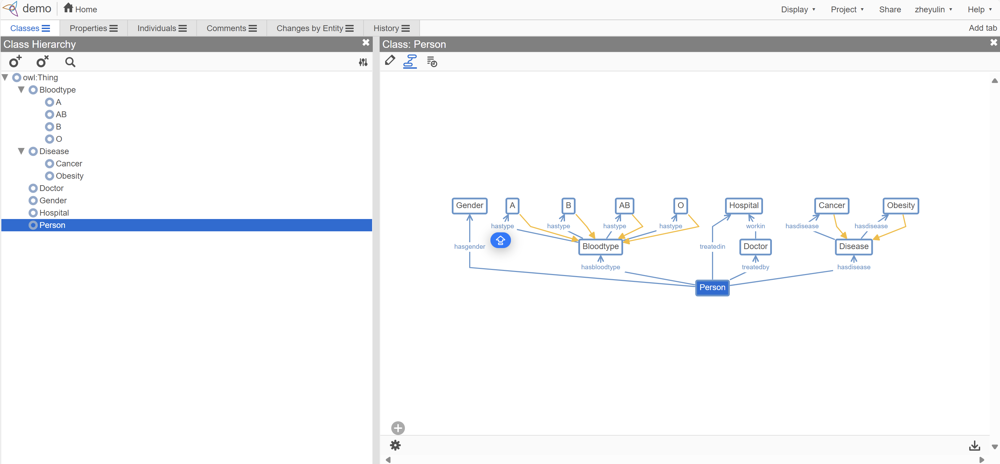 demo Home Display Project Share zheyulin Help
Classes Properties Individuals Comments Changes by Entity History Add tab
Class Hierarchy
owl:Thing
Bloodtype
A
AB
B
O
Disease
Cancer
Obesity
Doctor
Gender
Hospital
Person
Class: Person
Gender A B AB O Hospital Cancer Obesity
hastype hastype hastype hastype workin hasdisease hasdisease
hasgender Bloodtype treatedin Doctor Disease
hasbloodtype treatedby hasdisease
Person